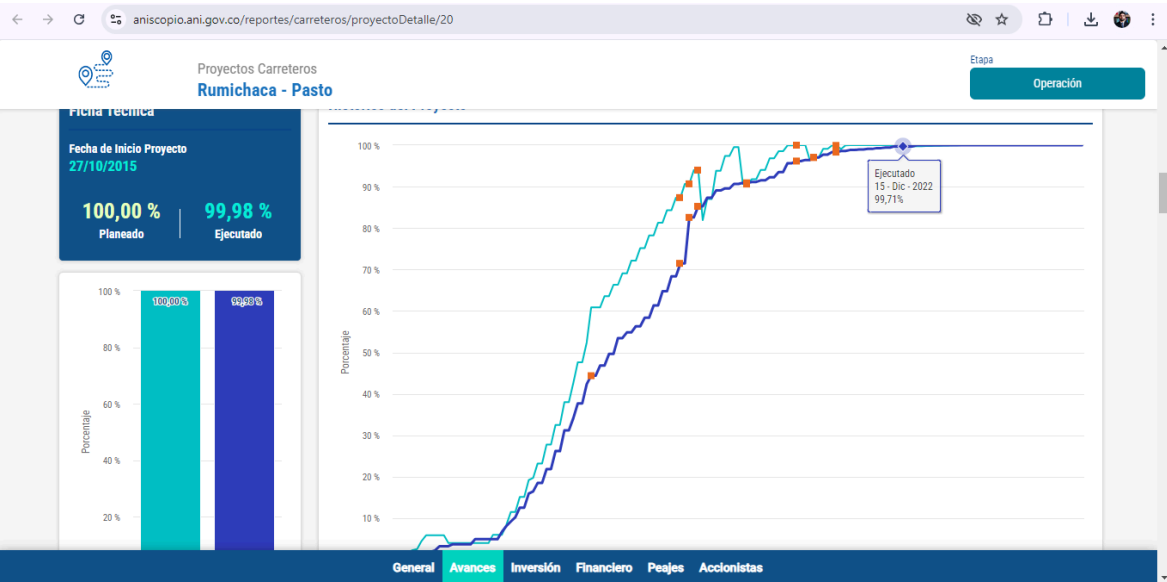 aniscopio.ani.gov.co/reportes/carreteros/proyectoDetalle/20
Proyectos Carreteros
Rumichaca - Pasto
Etapa
Operación
Ficha Técnica
Fecha de Inicio Proyecto
27/10/2015
100,00 %
Planeado
99,98 %
Ejecutado
100 %
80 %
60 %
40 %
20 %
Porcentaje
100,00 %
99,98 %
100 %
90 %
80 %
70 %
60 %
50 %
40 %
30 %
20 %
10 %
Porcentaje
Ejecutado
15 - Dic - 2022
99,71%
General Avances Inversión Financiero Peajes Accionistas